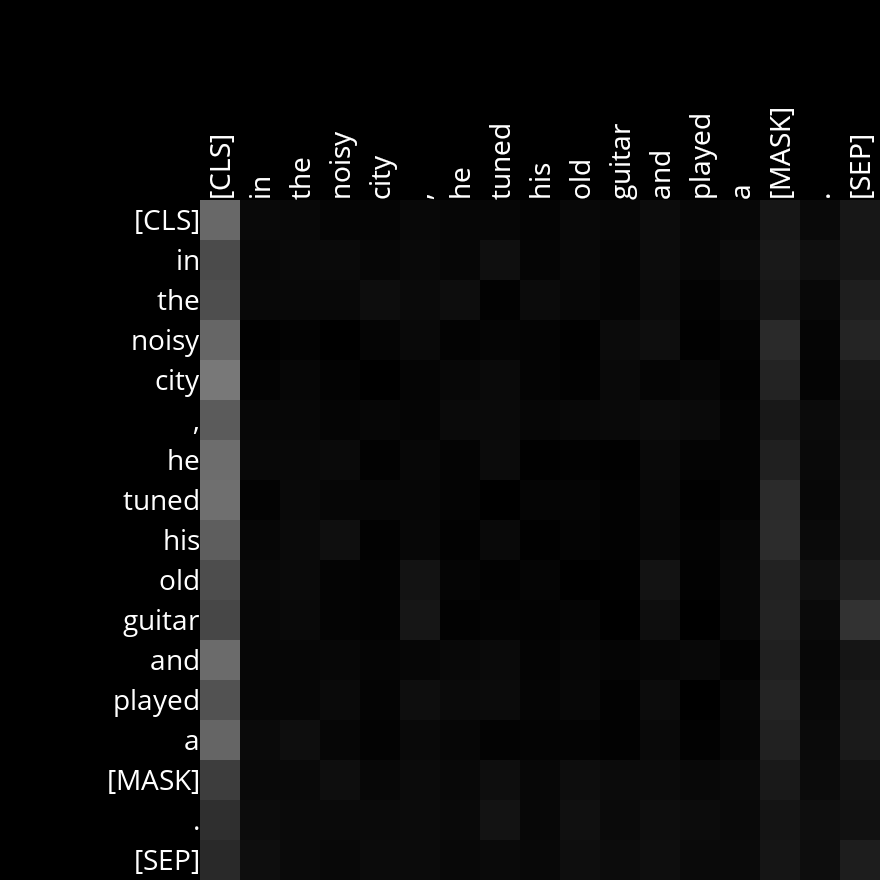 [CLS] in the noisy city , he tuned his old guitar and played a [MASK] . [SEP]
[CLS]
in
the
noisy
city
,
he
tuned
his
old
guitar
and
played
a
[MASK]
.
[SEP]